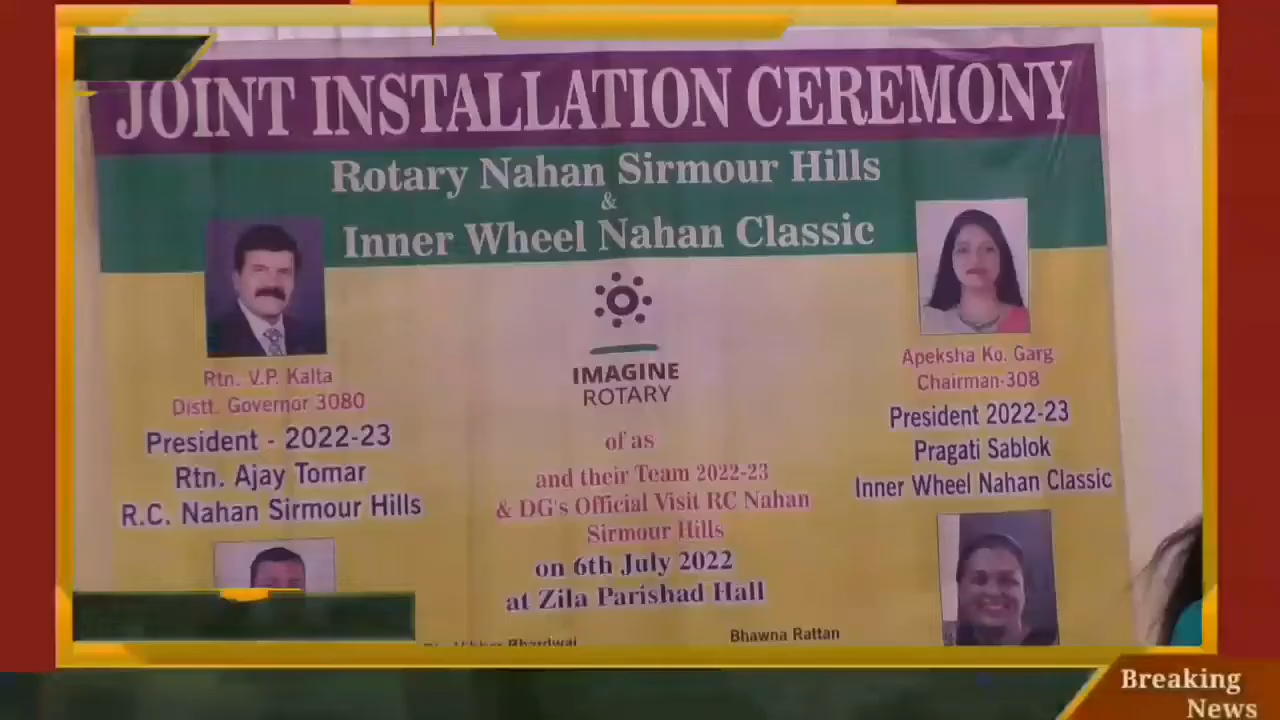 JOINT INSTALLATION CEREMONY
Rotary Nahan Sirmour Hills
&
Inner Wheel Nahan Classic
Rtn. V.P. Kalta
Distt. Governor 3080
President - 2022-23
Rtn. Ajay Tomar
R.C. Nahan Sirmour Hills
IMAGINE
ROTARY
of as
and their Team 2022-23
& DG's Official Visit RC Nahan
Sirmour Hills
on 6th July 2022
at Zila Parishad Hall
Apeksha Ko. Garg
Chairman-308
President 2022-23
Pragati Sablok
Inner Wheel Nahan Classic
Bhardwaj
Bhawna Rattan
Breaking
News